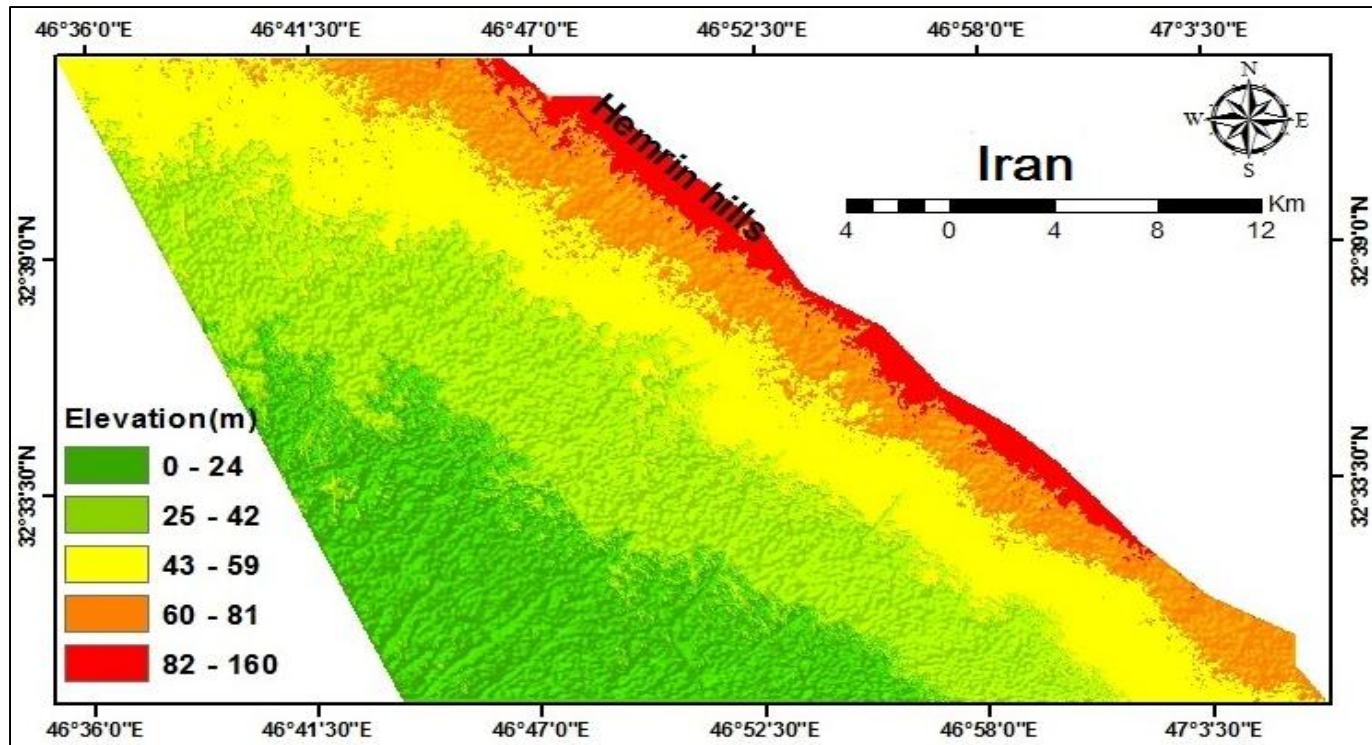 46°36'0"E 46°41'30"E 46°47'0"E 46°52'30"E 46°58'0"E 47°3'30"E
N
W E
S
Hemrin hills
Iran
Km
4 0 4 8 12
32°39'0"N
32°39'0"N
Elevation(m)
0 - 24
25 - 42
43 - 59
60 - 81
82 - 160
32°33'30"N
32°33'30"N
46°36'0"E 46°41'30"E 46°47'0"E 46°52'30"E 46°58'0"E 47°3'30"E